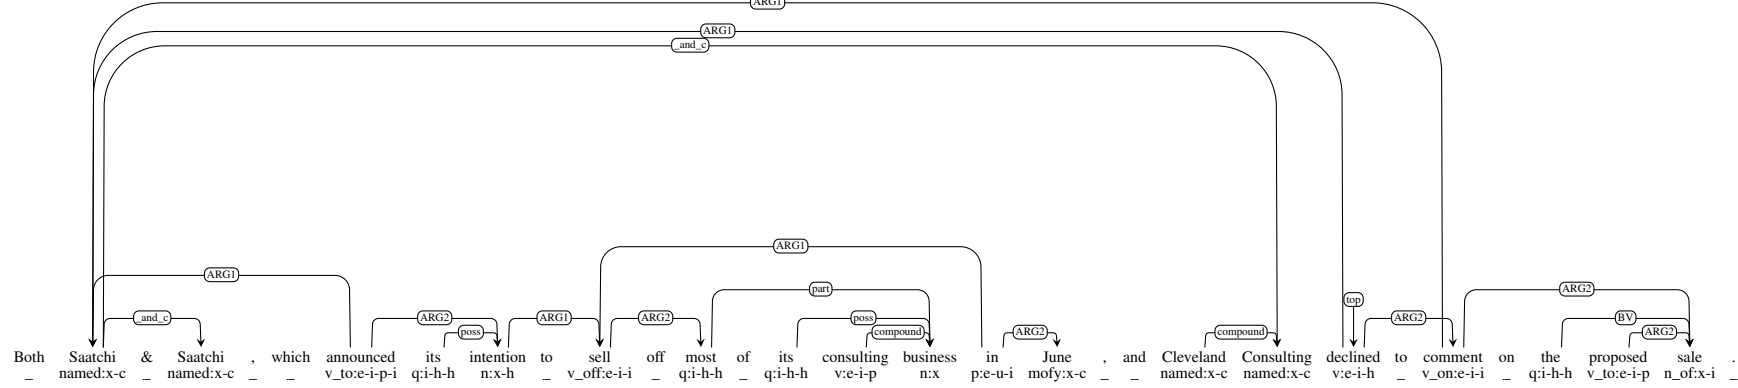 ARG1
ARG1
_and_c
ARG1
ARG1
part
top
ARG2
_and_c
ARG2
ARG1
ARG2
poss
ARG2
BV
poss
compound
ARG2
compound
ARG2
Both Saatchi & Saatchi , which announced its intention to sell off most of its consulting business in June , and Cleveland Consulting declined to comment on the proposed sale .
_ named:x-c _ named:x-c _ _ v_to:e-i-p-i q:i-h-h n:x-h _ v_off:e-i-i _ q:i-h-h _ q:i-h-h v:e-i-p n:x p:e-u-i mofy:x-c _ _ named:x-c named:x-c v:e-i-h _ v_on:e-i-i _ q:i-h-h v_to:e-i-p n_of:x-i _